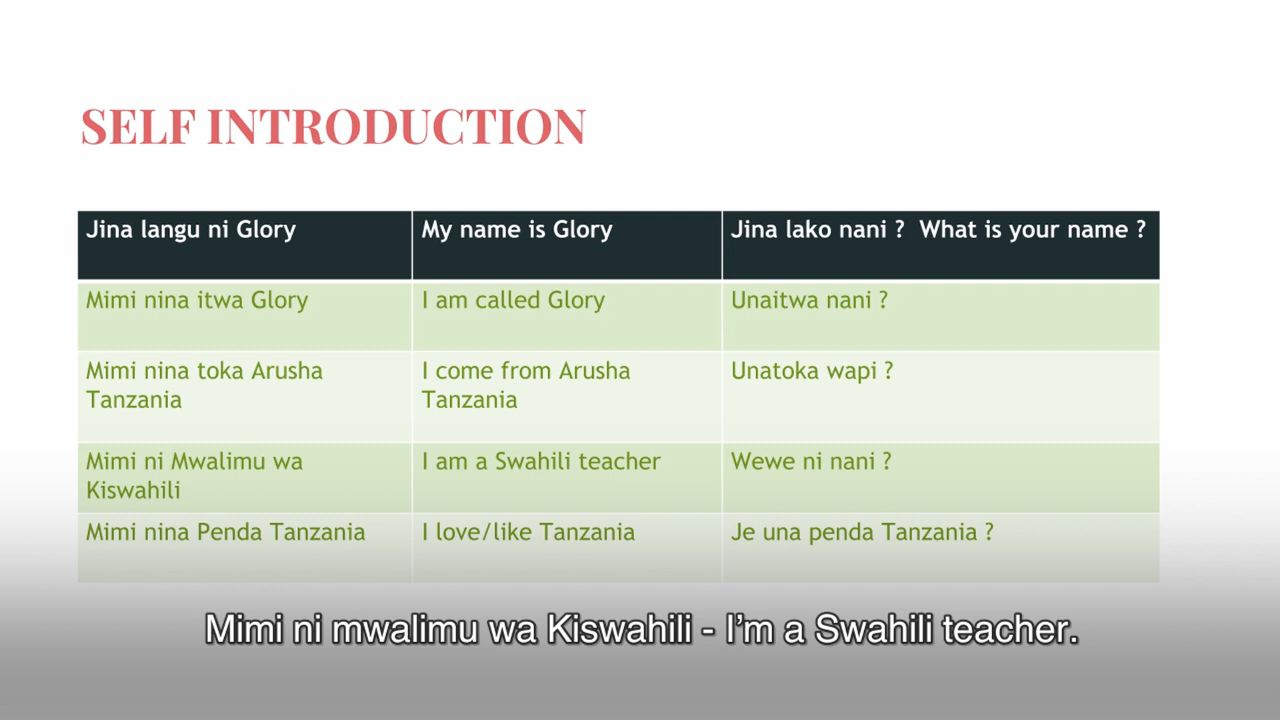 SELF INTRODUCTION
Jina langu ni Glory
My name is Glory
Jina lako nani ? What is your name ?
Mimi nina itwa Glory
I am called Glory
Unaitwa nani ?
Mimi nina toka Arusha
Tanzania
I come from Arusha
Tanzania
Unatoka wapi ?
Mimi ni Mwalimu wa
Kiswahili
I am a Swahili teacher
Wewe ni nani ?
Mimi nina Penda Tanzania
I love/like Tanzania
Je una penda Tanzania ?
Mimi ni mwalimu wa Kiswahili - I’m a Swahili teacher.